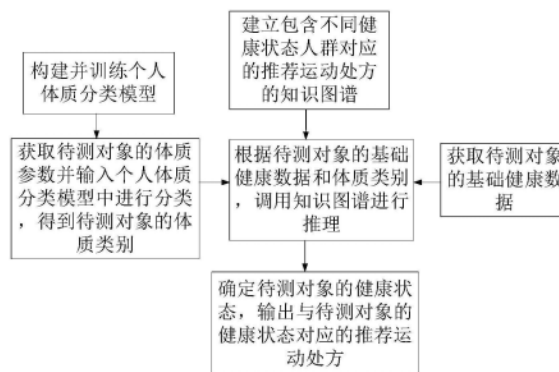 构建并训练个人
体质分类模型
建立包含不同健
康状态人群对应
的推荐运动处方
的知识图谱
获取待测对象的体质
参数并输入个人体质
分类模型中进行分类
，得到待测对象的体
质类别
根据待测对象的基础
健康数据和体质类别
，调用知识图谱进行
推理
获取待测对象
的基础健康数
据
确定待测对象的健康状
态，输出与待测对象的
健康状态对应的推荐运
动处方